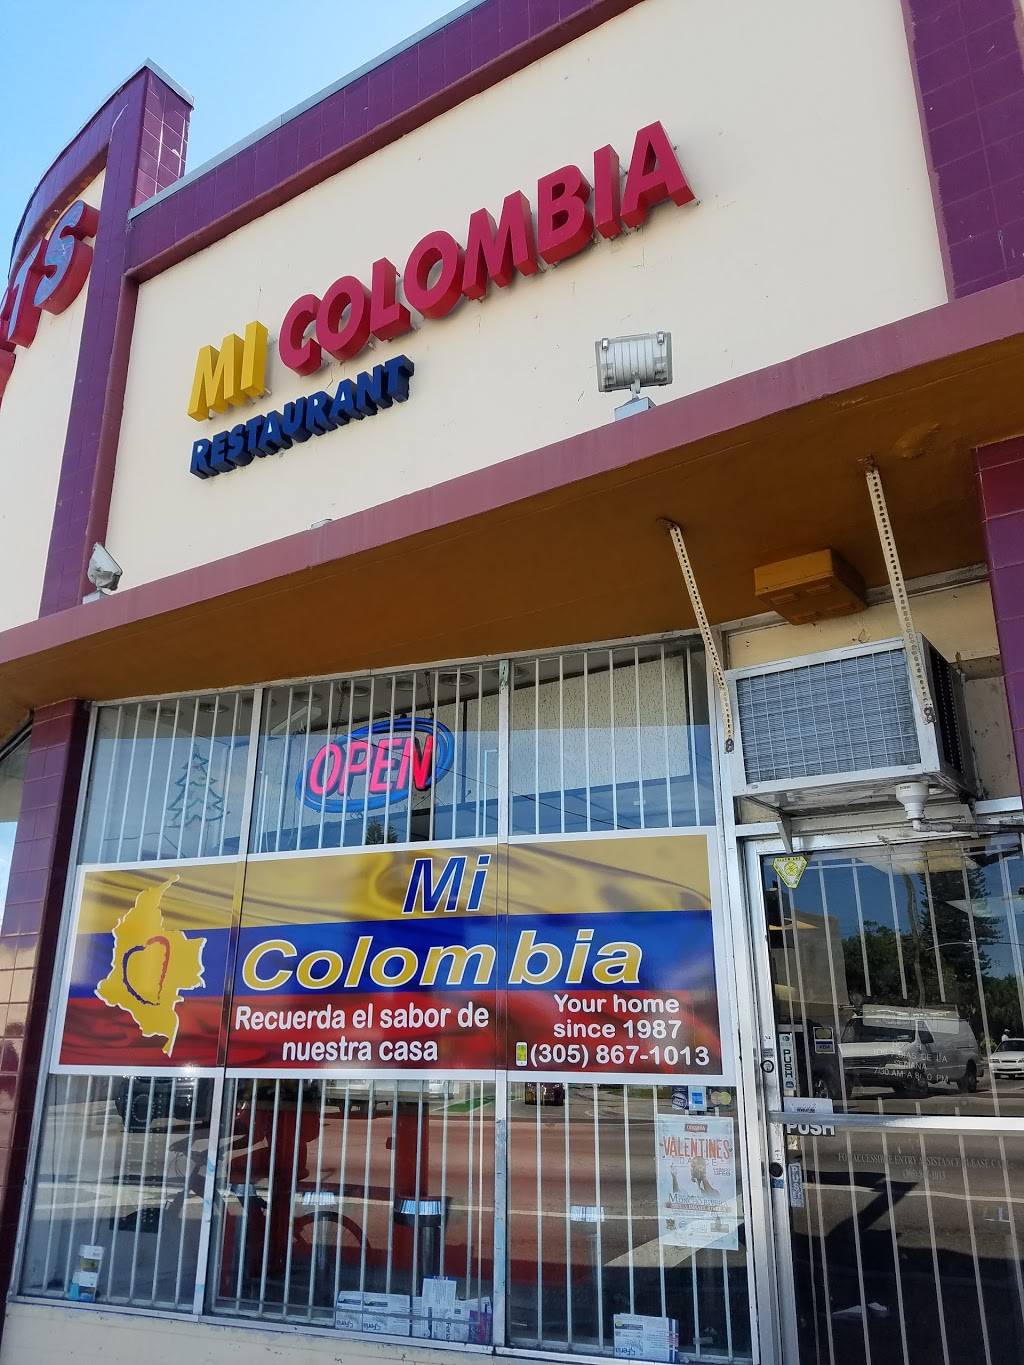 TS
MI COLOMBIA
RESTAURANT
OPEN
Mi
Colombia
Recuerda el sabor de
nuestra casa
Your home
since 1987
(305) 867-1013
PUSH
PUSH
VALENTINES